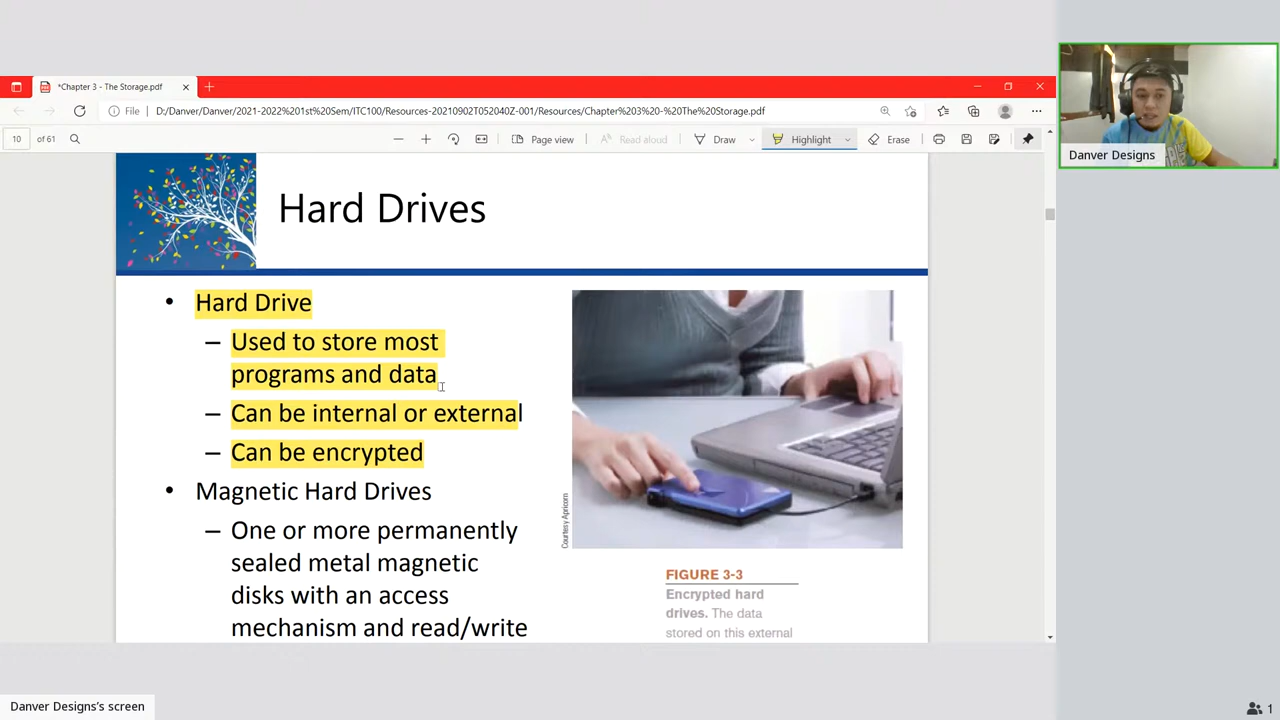 *Chapter 3 - The Storage.pdf
File
D:/Danver/Danver/2021-2022%201st%20Sem/ITC100/Resources-20210902T052040Z-001/Resources/Chapter%203%20-%20The%20Storage.pdf
10 of 61
Page view
Read aloud
Draw
Highlight
Erase
Danver Designs
Hard Drives
• Hard Drive
– Used to store most
programs and data
– Can be internal or external
– Can be encrypted
• Magnetic Hard Drives
– One or more permanently
sealed metal magnetic
disks with an access
mechanism and read/write
Courtesy Apricorn
FIGURE 3-3
Encrypted hard
drives. The data
stored on this external
Danver Designs's screen
1